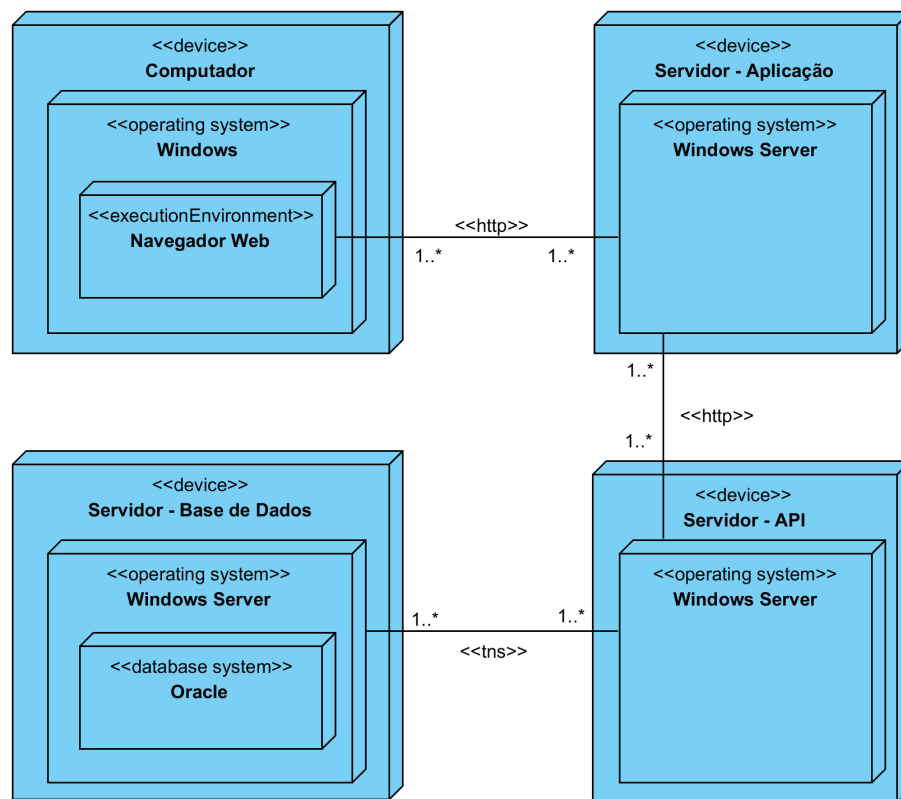 <<device>>
Computador
<<operating system>>
Windows
<<executionEnvironment>>
Navegador Web
<<http>>
1..*
1..*
<<device>>
Servidor - Aplicação
<<operating system>>
Windows Server
1..*
<<http>>
1..*
<<device>>
Servidor - Base de Dados
<<operating system>>
Windows Server
<<database system>>
Oracle
1..*
1..*
<<tns>>
<<device>>
Servidor - API
<<operating system>>
Windows Server